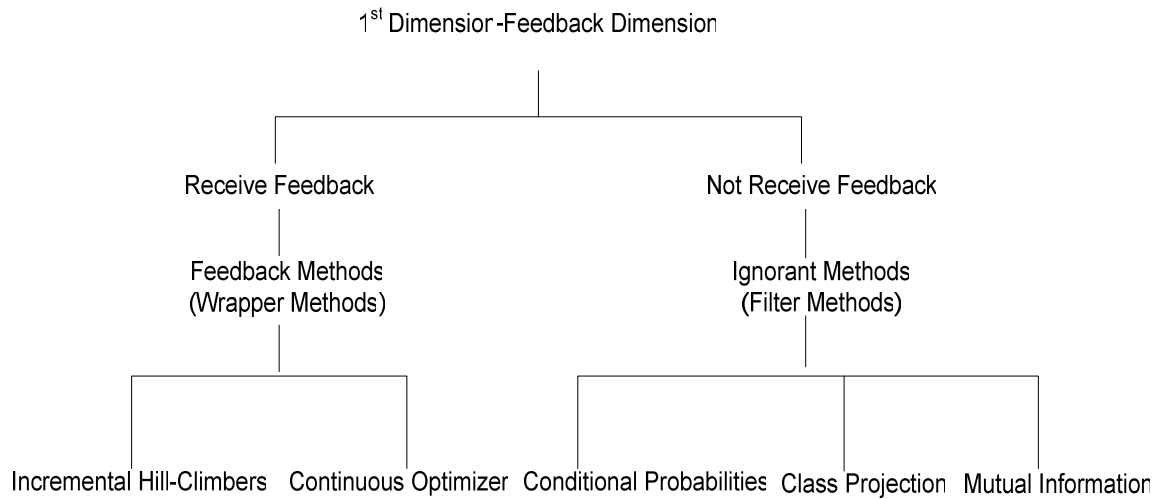 1st Dimension-Feedback Dimension
Receive Feedback
Not Receive Feedback
Feedback Methods
(Wrapper Methods)
Ignorant Methods
(Filter Methods)
Incremental Hill-Climbers
Continuous Optimizer
Conditional Probabilities
Class Projection
Mutual Information